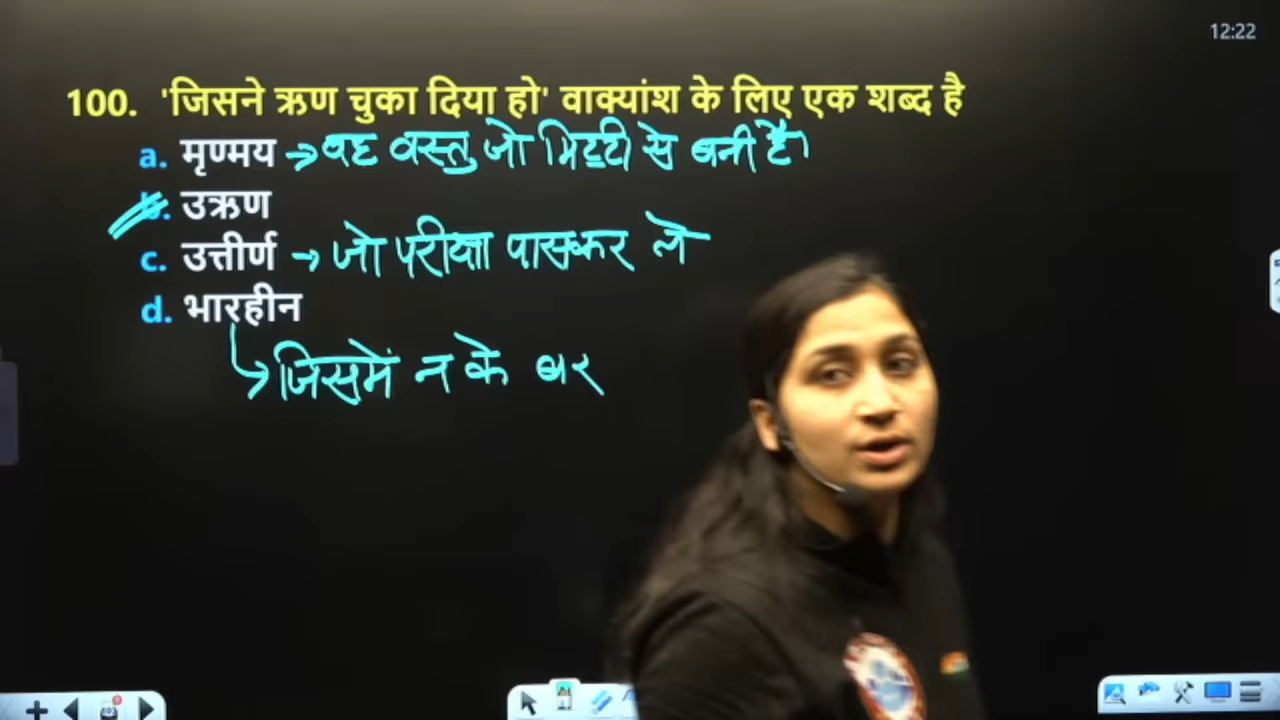 12:22
100. 'जिसने ऋण चुका दिया हो' वाक्यांश के लिए एक शब्द है
a. मृण्मय → वह वस्तु जो मिट्टी से बनी है।
b. उऋण
c. उत्तीर्ण → जो परीक्षा पास कर ले
d. भारहीन
→ जिसमें न के बर